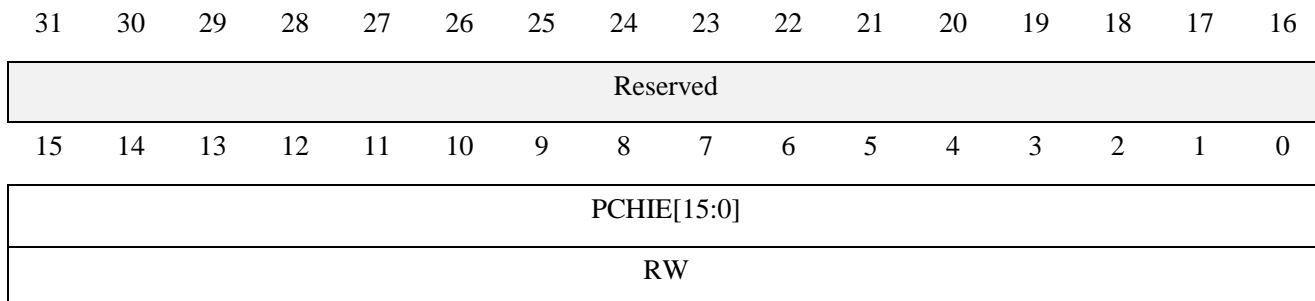 31 30 29 28 27 26 25 24 23 22 21 20 19 18 17 16
Reserved
15 14 13 12 11 10 9 8 7 6 5 4 3 2 1 0
PCHIE[15:0]
RW